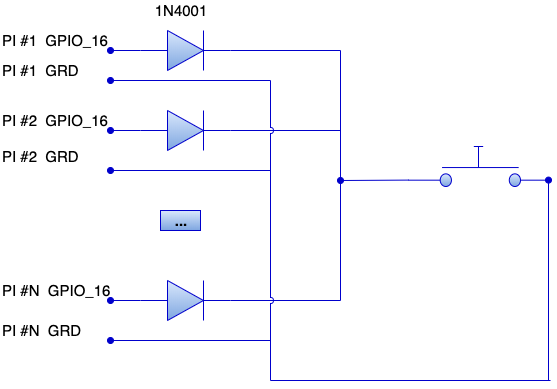 1N4001
PI #1 GPIO_16
PI #1 GRD
PI #2 GPIO_16
PI #2 GRD
...
PI #N GPIO_16
PI #N GRD